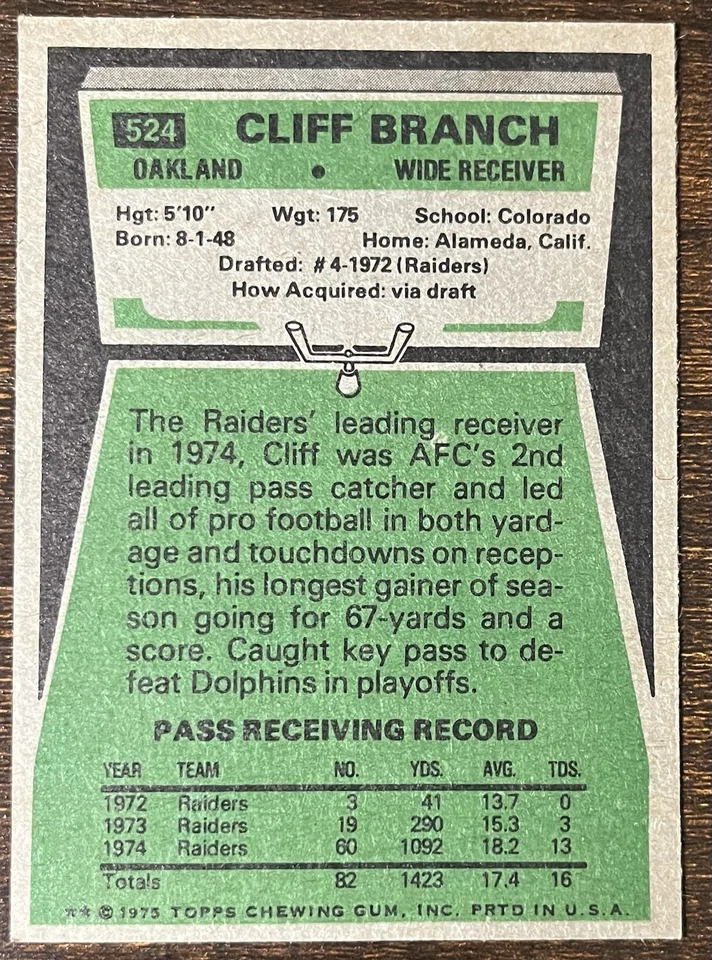 524 CLIFF BRANCH
OAKLAND • WIDE RECEIVER
Hgt: 5'10" Wgt: 175 School: Colorado
Born: 8-1-48 Home: Alameda, Calif.
Drafted: #4-1972 (Raiders)
How Acquired: via draft
The Raiders' leading receiver
in 1974, Cliff was AFC's 2nd
leading pass catcher and led
all of pro football in both yard-
age and touchdowns on recep-
tions, his longest gainer of sea-
son going for 67-yards and a
score. Caught key pass to de-
feat Dolphins in playoffs.
PASS RECEIVING RECORD
YEAR TEAM NO. YDS. AVG. TDS.
1972 Raiders 3 41 13.7 0
1973 Raiders 19 290 15.3 3
1974 Raiders 60 1092 18.2 13
Totals 82 1423 17.4 16
** © 1975 TOPPS CHEWING GUM, INC. PRTD IN U.S.A.